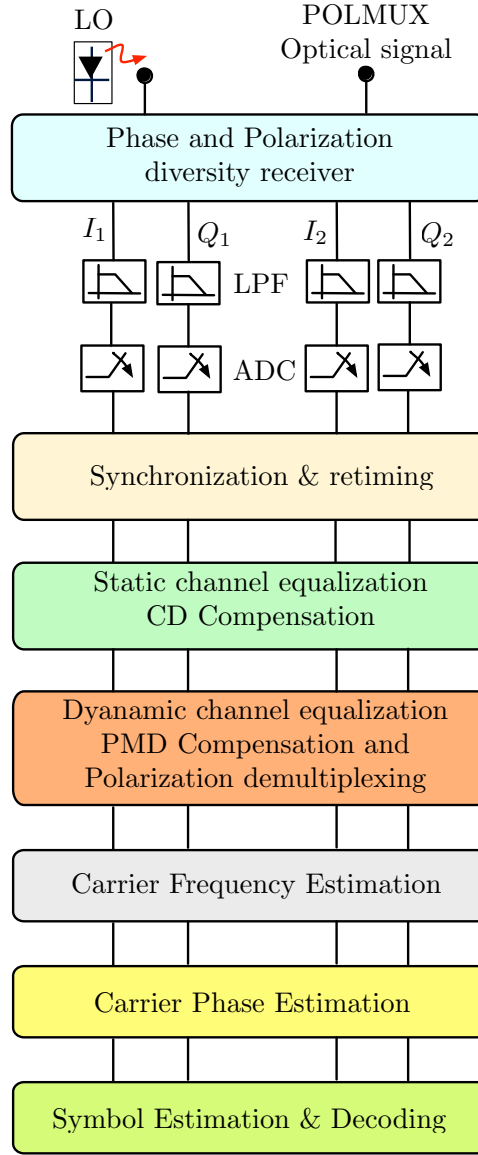 LO
POLMUX
Optical signal
Phase and Polarization
diversity receiver
I₁ Q₁ I₂ Q₂
LPF
ADC
Synchronization & retiming
Static channel equalization
CD Compensation
Dyanamic channel equalization
PMD Compensation and
Polarization demultiplexing
Carrier Frequency Estimation
Carrier Phase Estimation
Symbol Estimation & Decoding